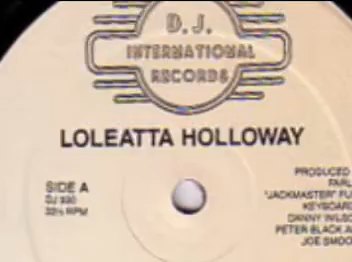 D.J.
INTERNATIONAL
RECORDS
LOLEATTA HOLLOWAY
SIDE A
DJ 930
33⅓ RPM
PRODUCED
FARL
"JACKMASTER" FU
KEYBOARD
DANNY WILSO
PETER BLACK A
JOE SMOO